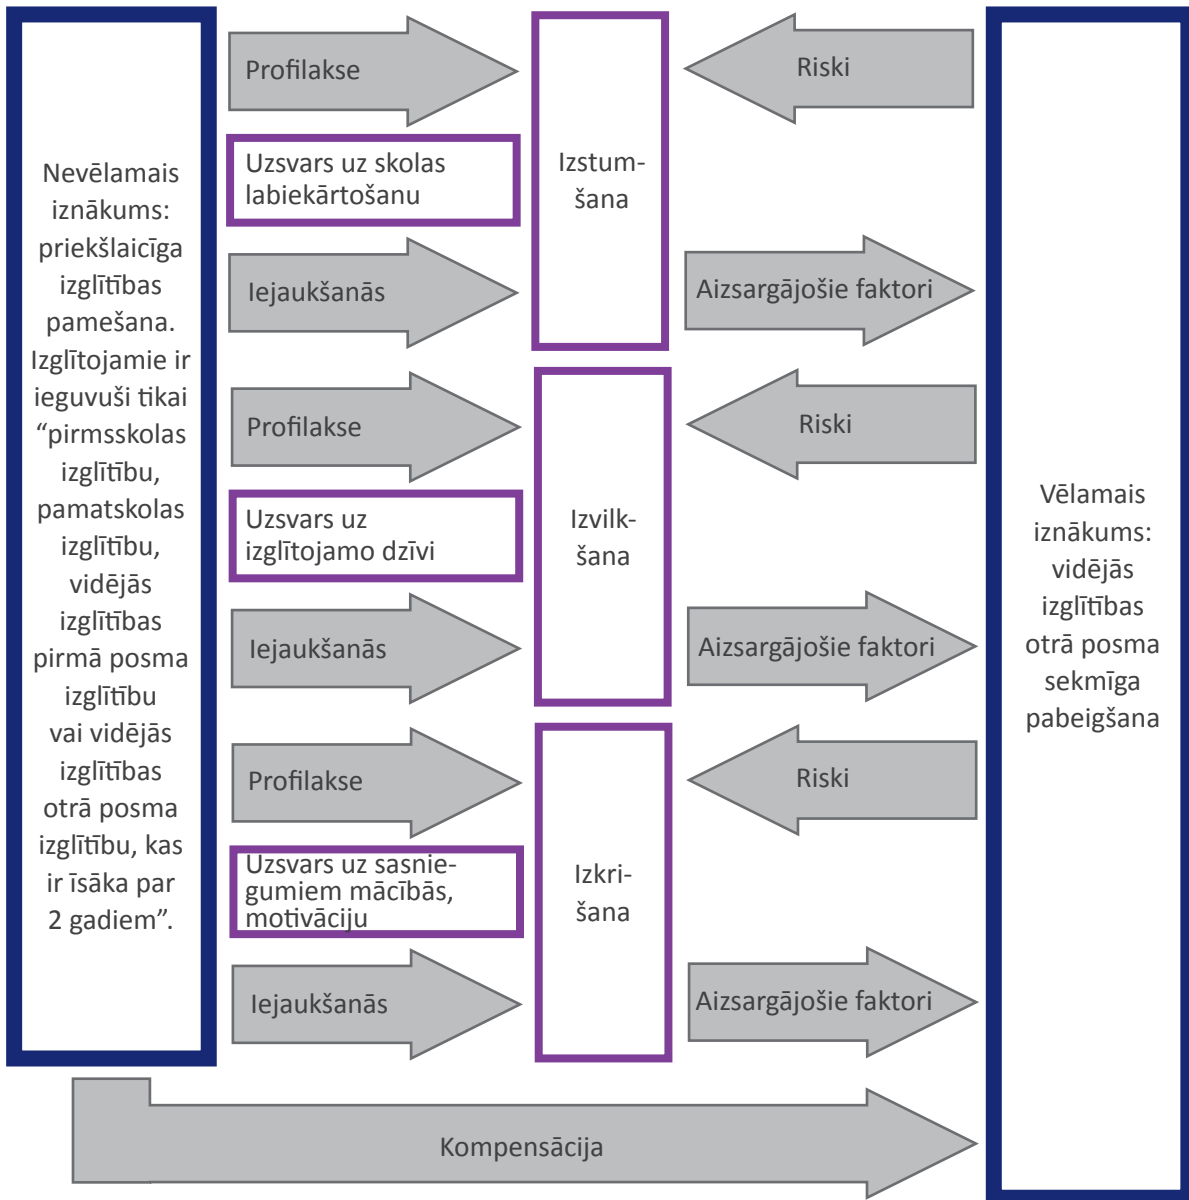 Nevēlamais
iznākums:
priekšlaicīga
izglītības
pamešana.
Izglītojamie ir
ieguvuši tikai
“pirmsskolas
izglītību,
pamatskolas
izglītību,
vidējās
izglītības
pirmā posma
izglītību
vai vidējās
izglītības
otrā posma
izglītību, kas
ir īsāka par
2 gadiem”.
Profilakse
Uzsvars uz skolas
labiekārtošanu
Iejaukšanās
Izstum-
šana
Riski
Aizsargājošie faktori
Profilakse
Uzsvars uz
izglītojamo dzīvi
Iejaukšanās
Izvilk-
šana
Riski
Aizsargājošie faktori
Profilakse
Uzsvars uz sasnie-
gumiem mācībās,
motivāciju
Iejaukšanās
Izkri-
šana
Riski
Aizsargājošie faktori
Vēlamais
iznākums:
vidējās
izglītības
otrā posma
sekmīga
pabeigšana
Kompensācija